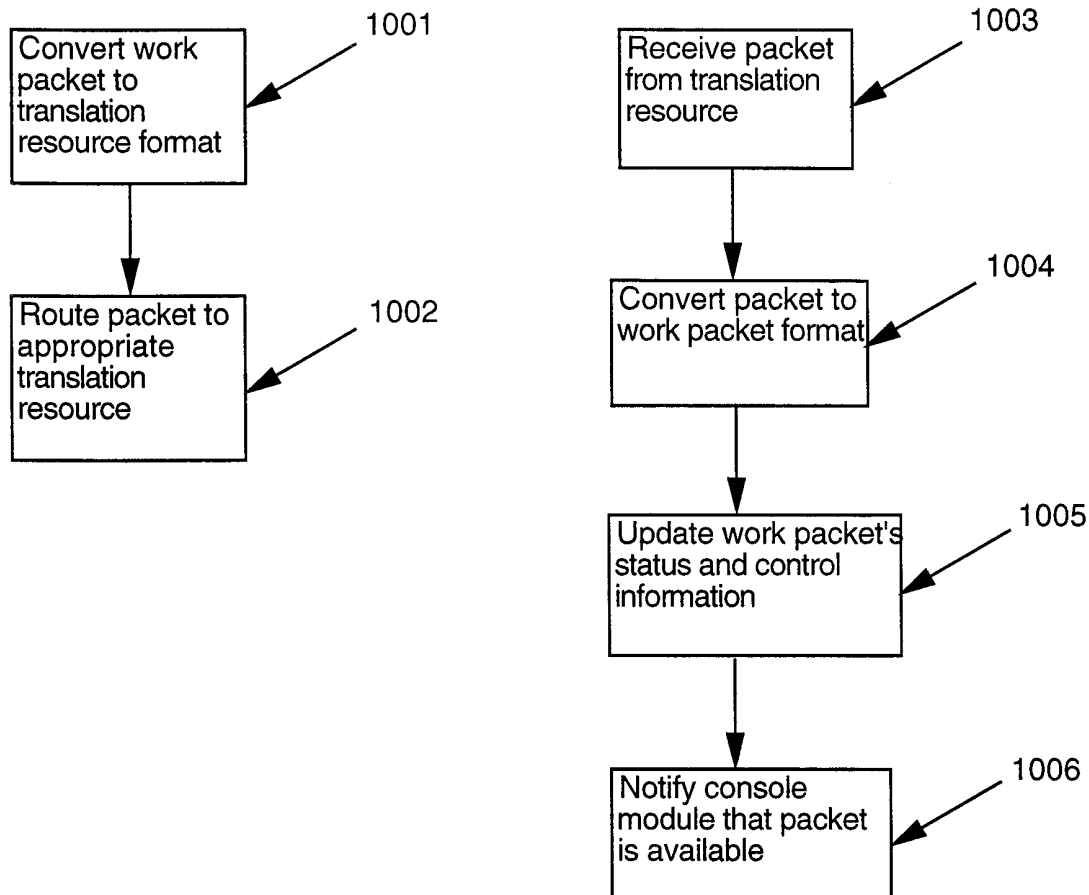 1001
Convert work
packet to
translation
resource format
1002
Route packet to
appropriate
translation
resource
1003
Receive packet
from translation
resource
1004
Convert packet to
work packet format
1005
Update work packet's
status and control
information
1006
Notify console
module that packet
is available